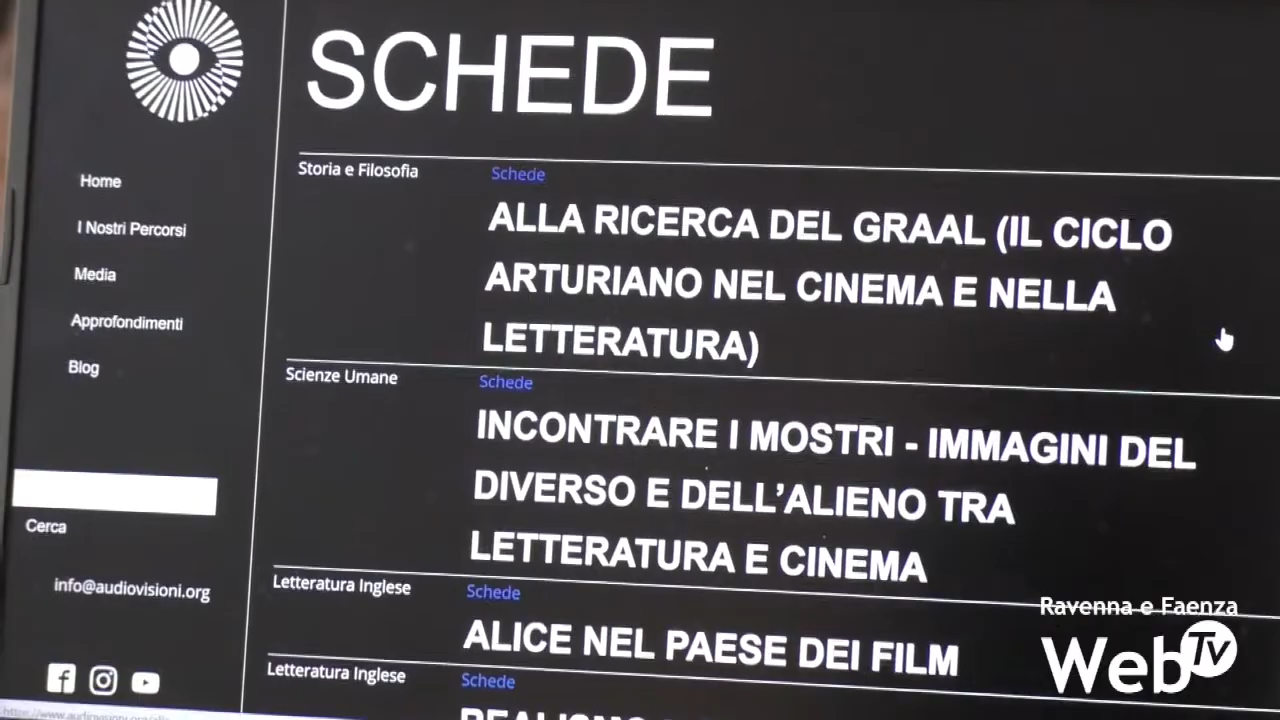 SCHEDE
Home
I Nostri Percorsi
Media
Approfondimenti
Blog
Cerca
info@audiovisioni.org
Storia e Filosofia
Schede
ALLA RICERCA DEL GRAAL (IL CICLO
ARTURIANO NEL CINEMA E NELLA
LETTERATURA)
Scienze Umane
Schede
INCONTRARE I MOSTRI - IMMAGINI DEL
DIVERSO E DELL'ALIENO TRA
LETTERATURA E CINEMA
Letteratura Inglese
Schede
ALICE NEL PAESE DEI FILM
Letteratura Inglese
Schede
Ravenna e Faenza
Web TV